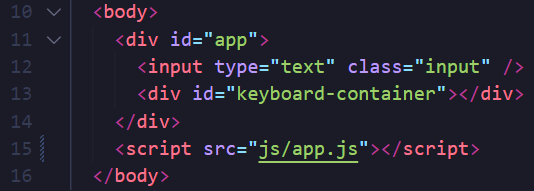 10 <body>
11 <div id="app">
12 <input type="text" class="input" />
13 <div id="keyboard-container"></div>
14 </div>
15 <script src="js/app.js"></script>
16 </body>